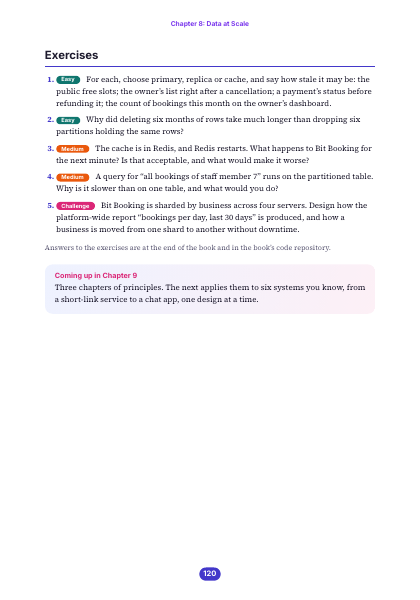 Chapter 8: Data at Scale
Exercises
1. Easy For each, choose primary, replica or cache, and say how stale it may be: the
public free slots; the owner's list right after a cancellation; a payment's status before
refunding it; the count of bookings this month on the owner's dashboard.
2. Easy Why did deleting six months of rows take much longer than dropping six
partitions holding the same rows?
3. Medium The cache is in Redis, and Redis restarts. What happens to Bit Booking for
the next minute? Is that acceptable, and what would make it worse?
4. Medium A query for “all bookings of staff member 7” runs on the partitioned table.
Why is it slower than on one table, and what would you do?
5. Challenge Bit Booking is sharded by business across four servers. Design how the
platform-wide report “bookings per day, last 30 days” is produced, and how a
business is moved from one shard to another without downtime.
Answers to the exercises are at the end of the book and in the book's code repository.
Coming up in Chapter 9
Three chapters of principles. The next applies them to six systems you know, from
a short-link service to a chat app, one design at a time.
120